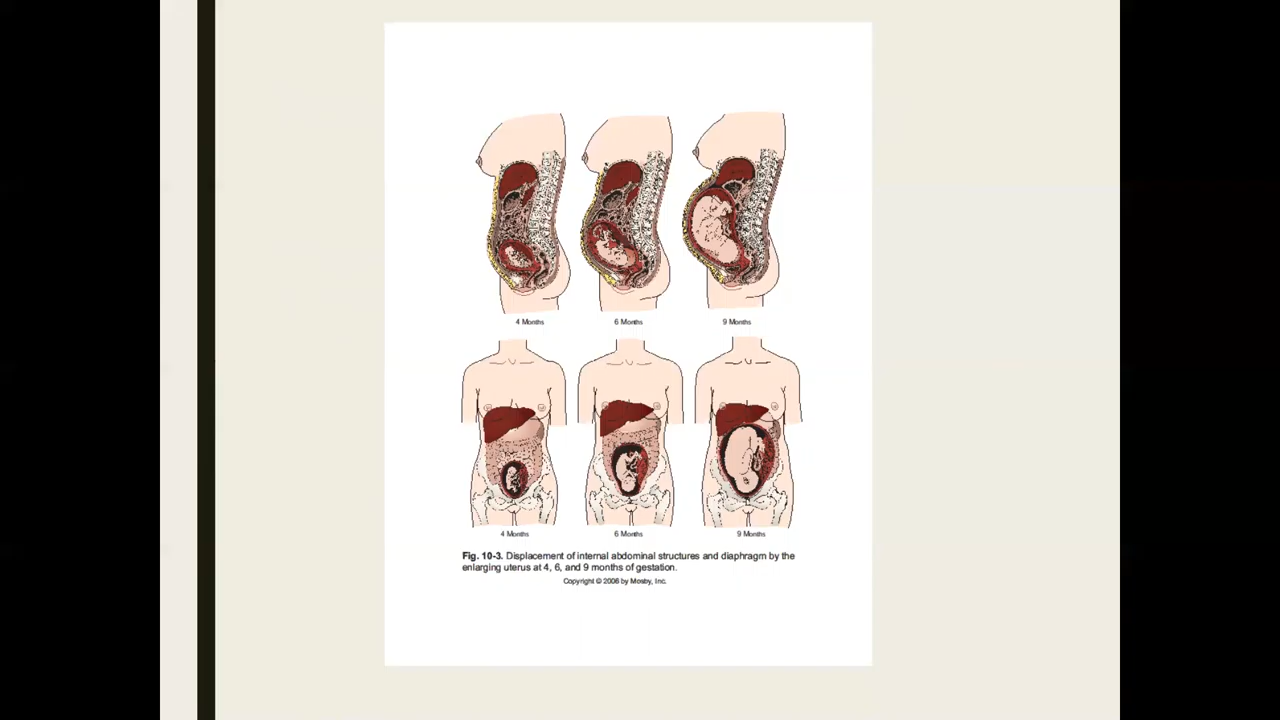 4 Months 6 Months 9 Months
4 Months 6 Months 9 Months
Fig. 10-3. Displacement of internal abdominal structures and diaphragm by the
enlarging uterus at 4, 6, and 9 months of gestation.
Copyright © 2006 by Mosby, Inc.